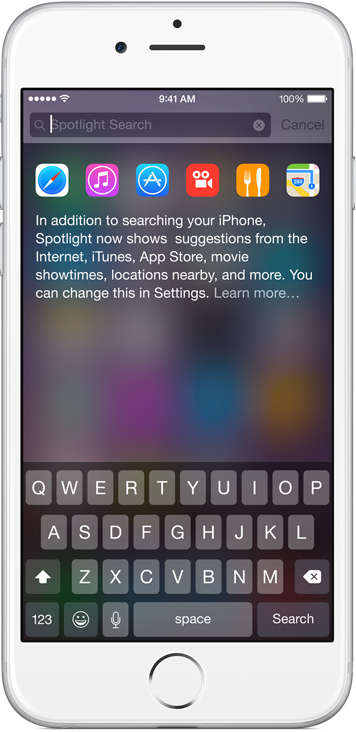 9:41 AM 100%
Spotlight Search Cancel
280
In addition to searching your iPhone,
Spotlight now shows  suggestions from the
Internet, iTunes, App Store, movie
showtimes, locations nearby, and more. You
can change this in Settings. Learn more…
Q W E R T Y U I O P
A S D F G H J K L
Z X C V B N M
123 space Search